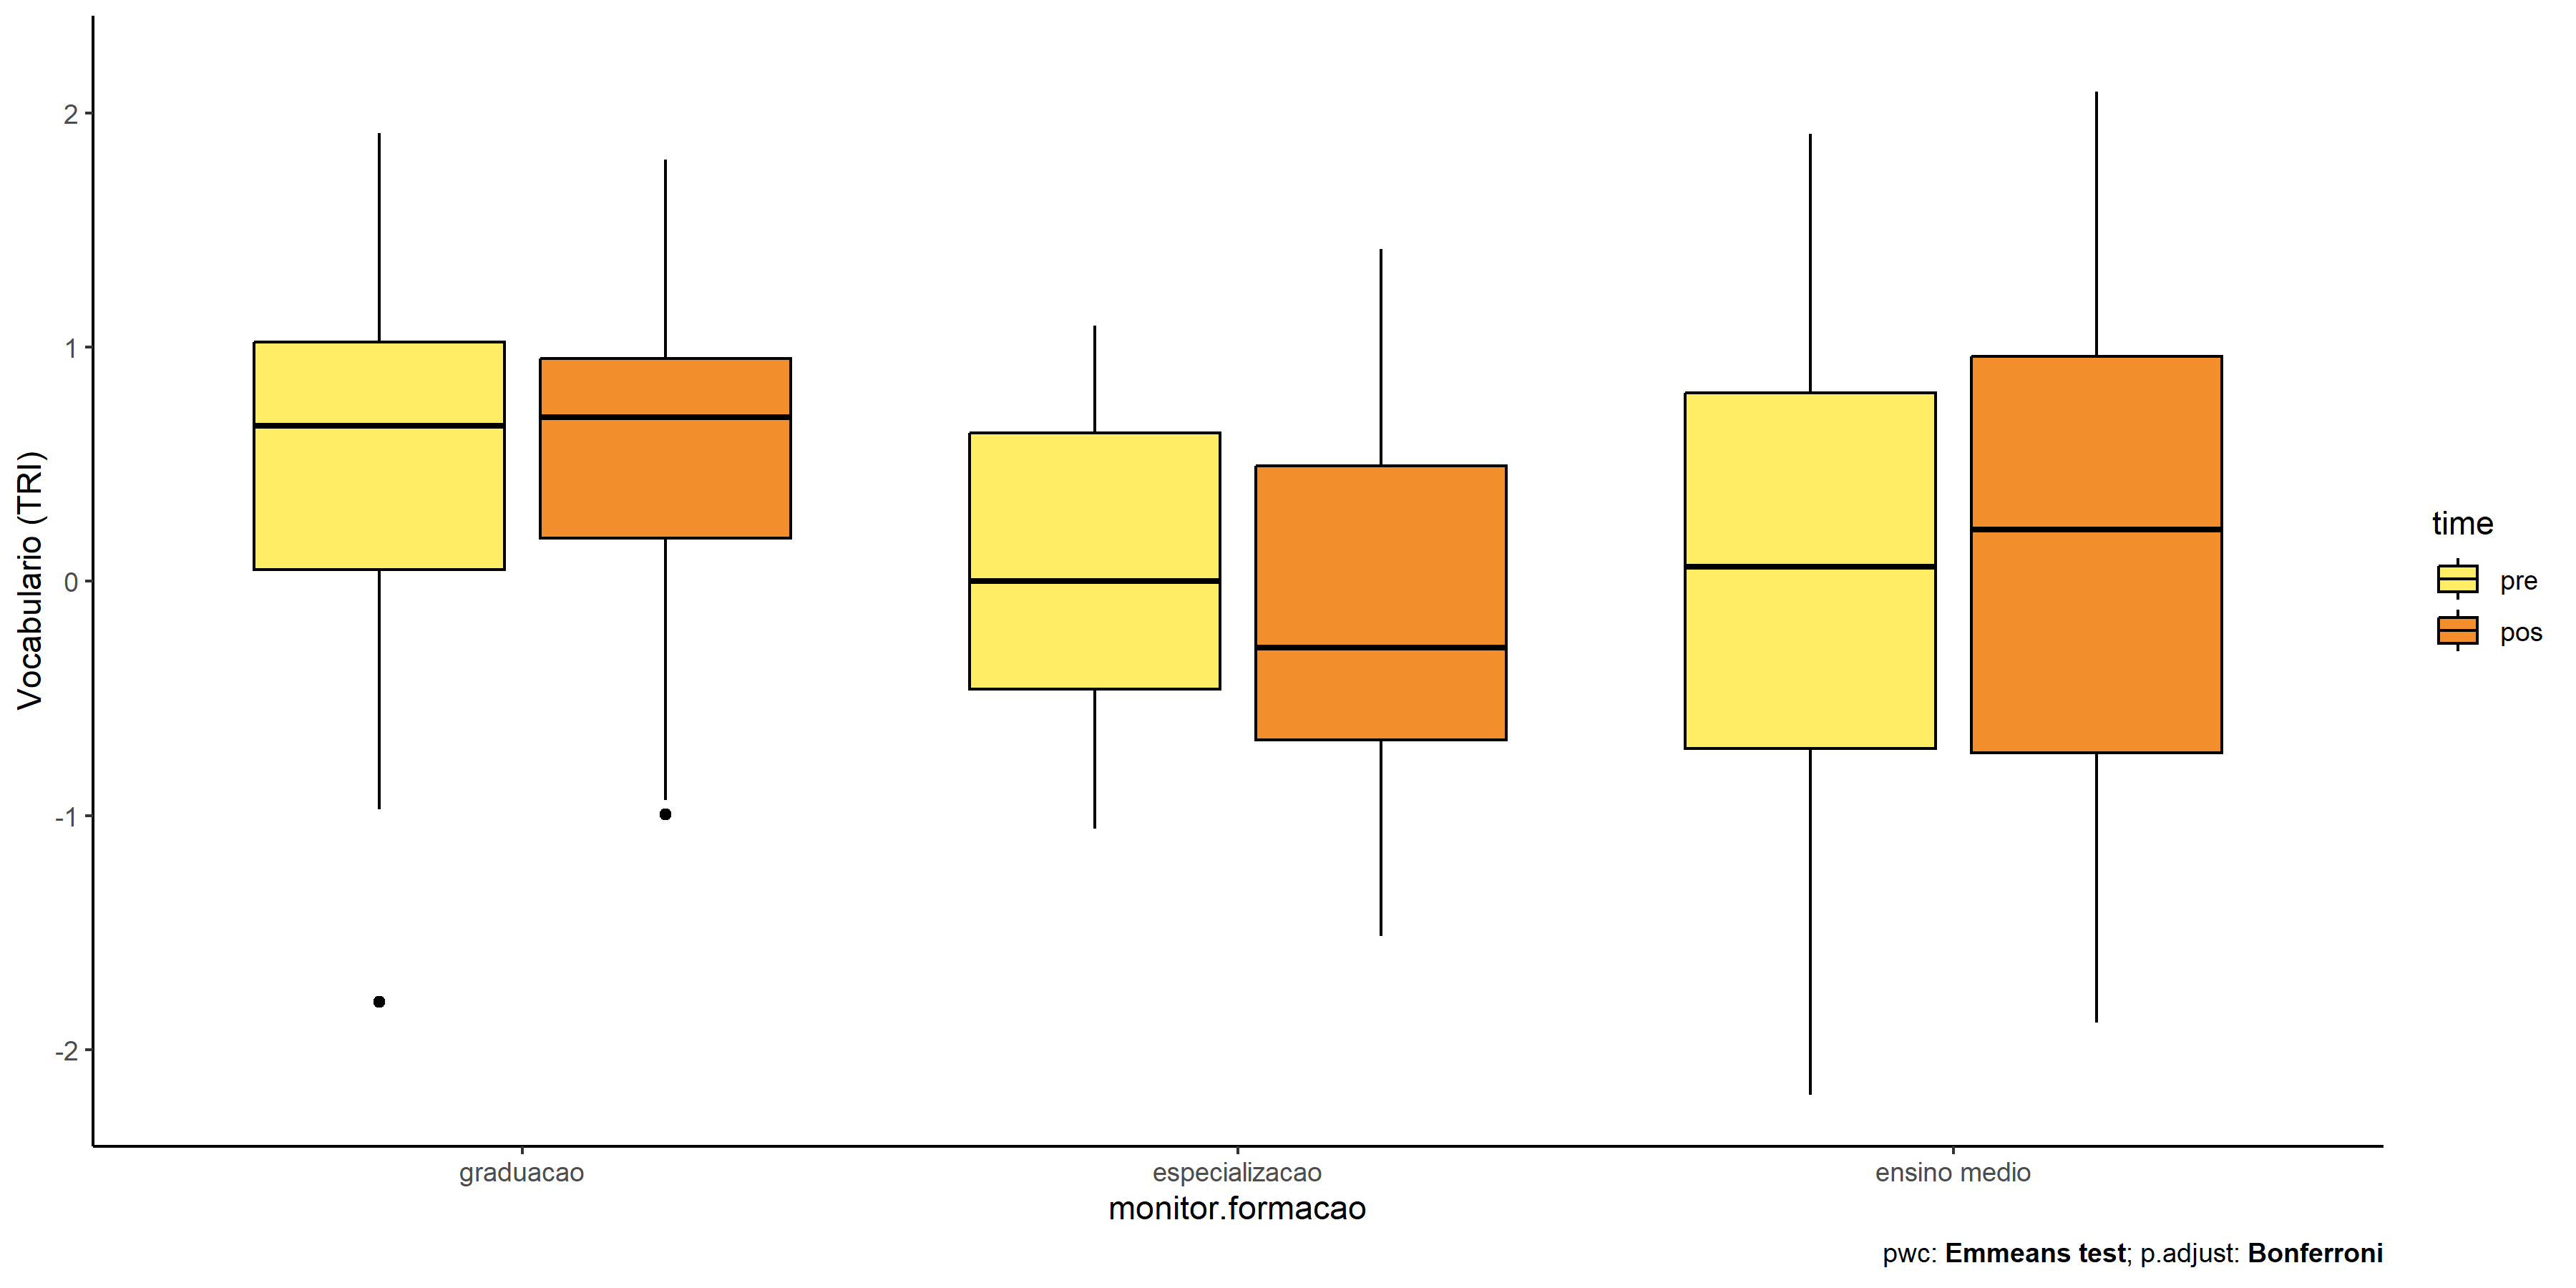 Vocabulario (TRI)
2
1
0
-1
-2
graduacao
especializacao
ensino medio
monitor.formacao
time
pre
pos
pwc: Emmeans test; p.adjust: Bonferroni